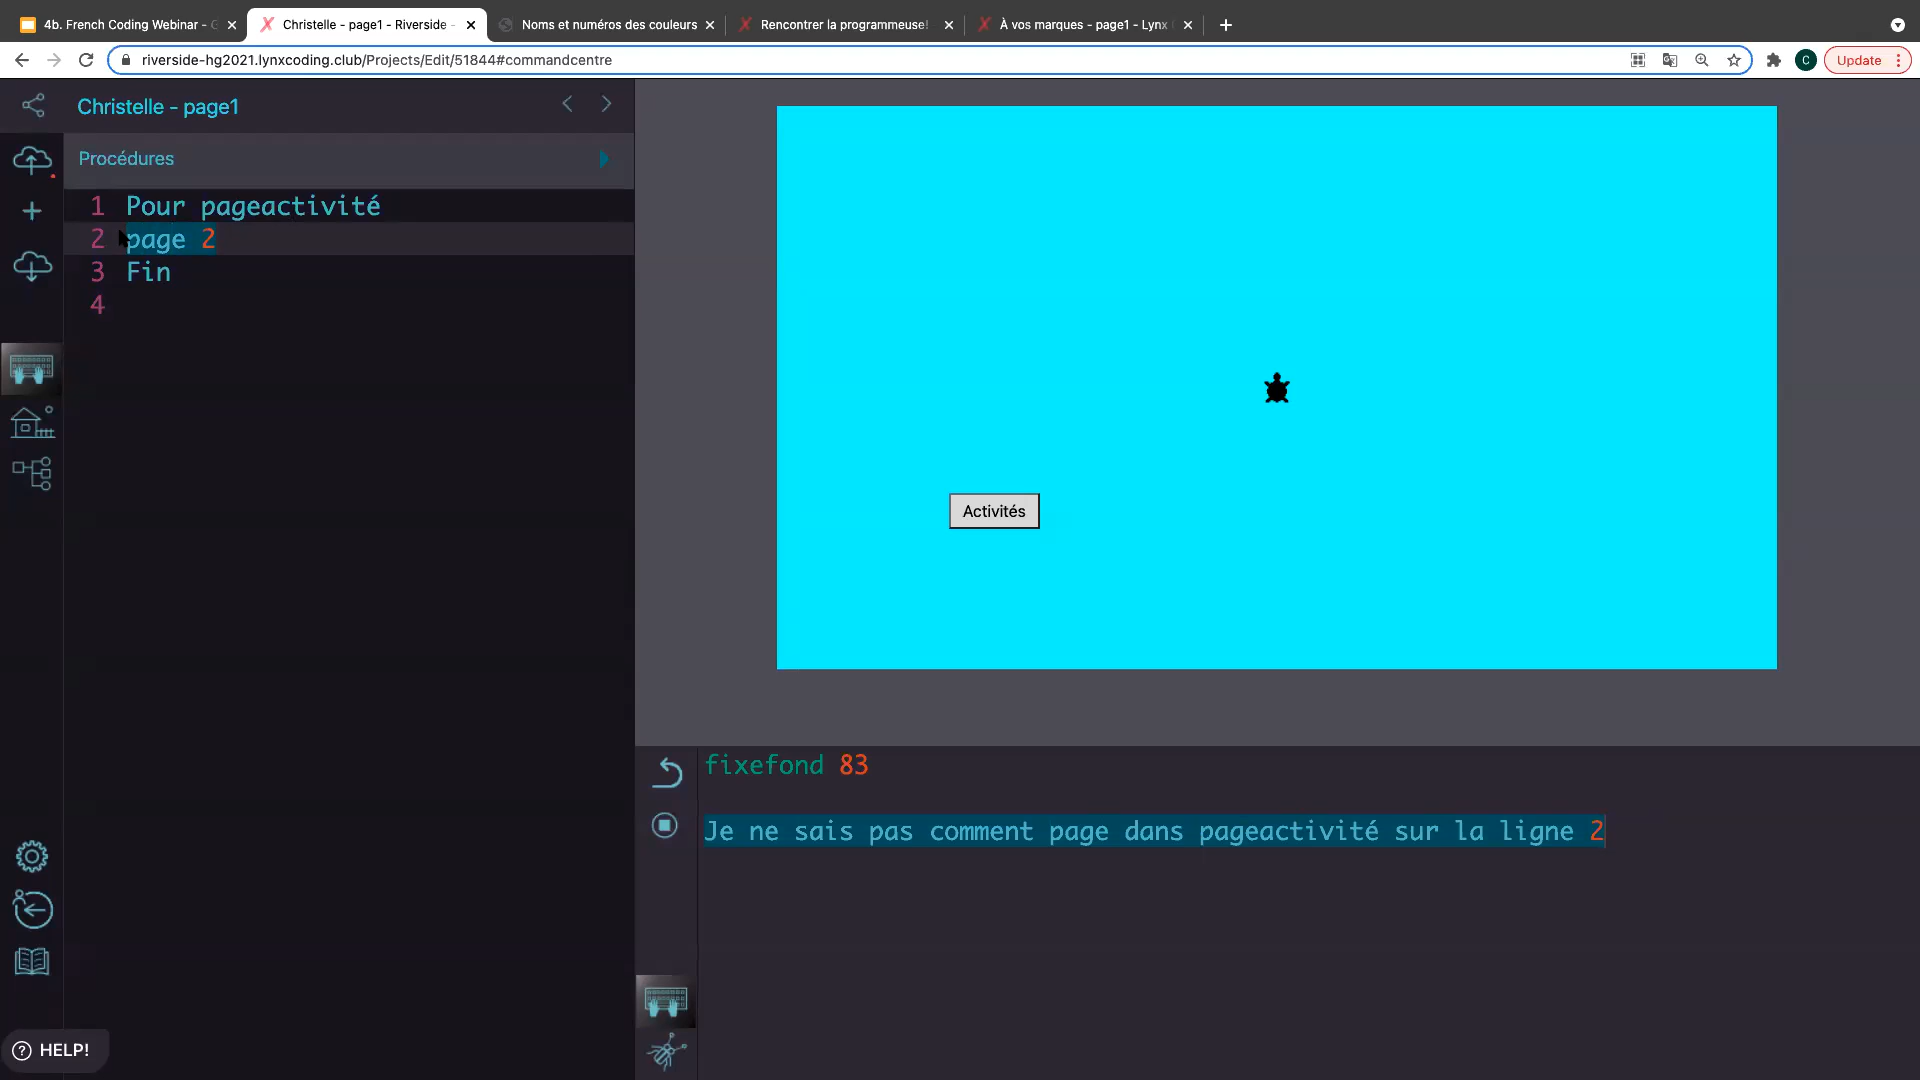 4b. French Coding Webinar - G
Christelle - page1 - Riverside -
Noms et numéros des couleurs
Rencontrer la programmeuse!
À vos marques - page1 - Lynx
riverside-hg2021.lynxcoding.club/Projects/Edit/51844#commandcentre
C
Update
Christelle - page1
Procédures
1 Pour pageactivité
2 page 2
3 Fin
4
Activités
fixefond 83
Je ne sais pas comment page dans pageactivité sur la ligne 2
? HELP!